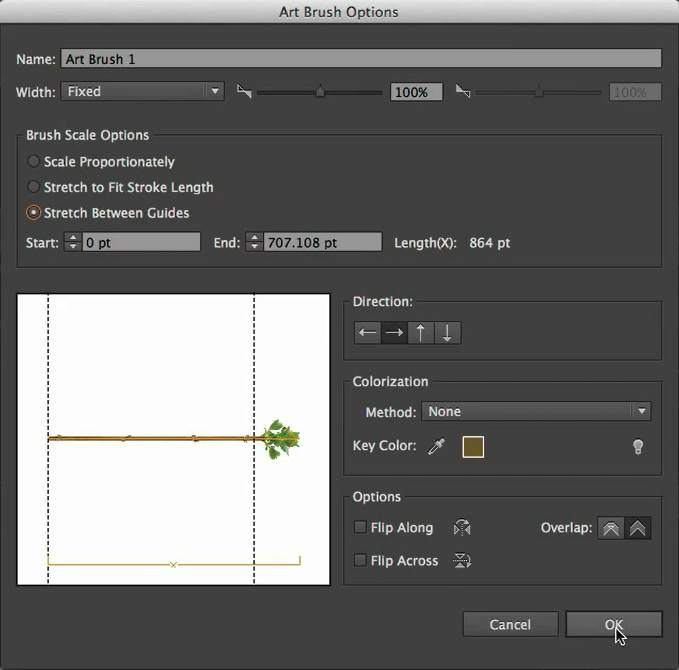 Art Brush Options
Name: Art Brush 1
Width: Fixed 100% 100%
Brush Scale Options
Scale Proportionately
Stretch to Fit Stroke Length
Stretch Between Guides
Start: 0 pt End: 707.108 pt Length(X): 864 pt
Direction:
Colorization
Method: None
Key Color:
Options
Flip Along Overlap:
Flip Across
Cancel OK